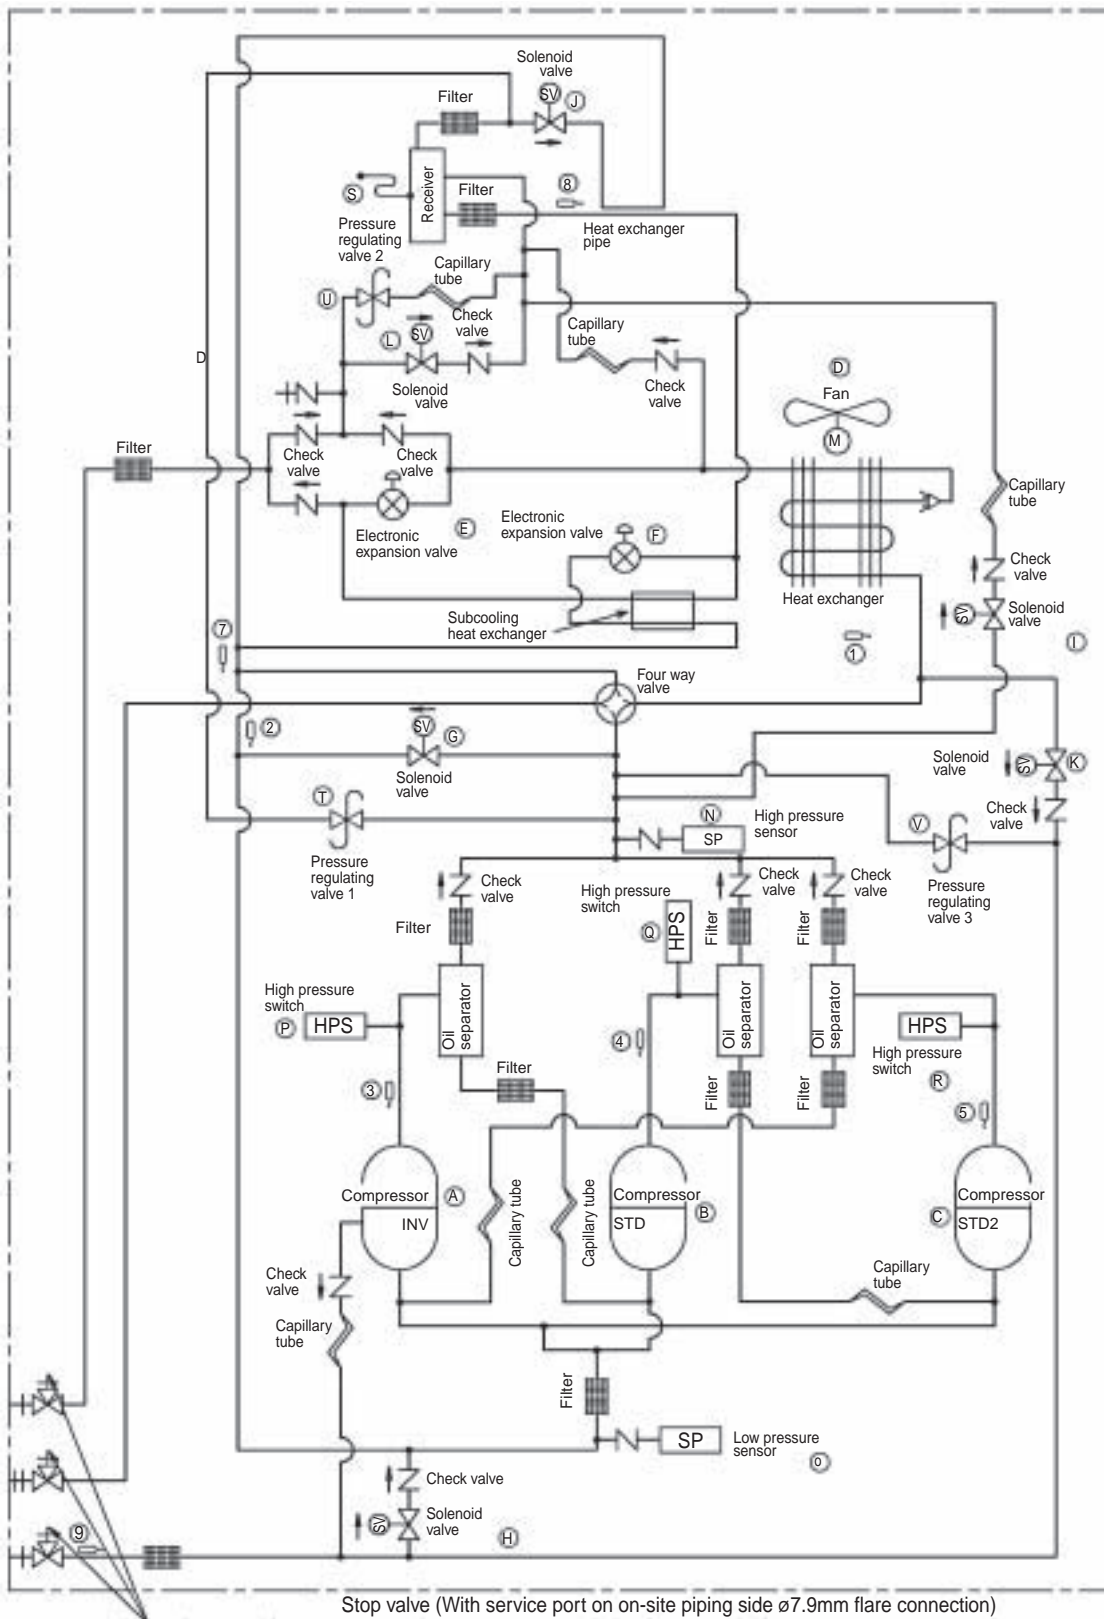 Solenoid
valve
SV
J
Filter
Receiver
S
Filter
8
Heat exchanger
pipe
Pressure
regulating
valve 2
Capillary
tube
U
Check
valve
L
SV
Solenoid
valve
Capillary
tube
Check
valve
D
D
Fan
M
Filter
Check
valve
Check
valve
Capillary
tube
Electronic
expansion valve
E
Electronic
expansion valve
F
Check
valve
Heat exchanger
Solenoid
valve
SV
Subcooling
heat exchanger
7
1
I
Four way
valve
2
SV
G
Solenoid
valve
Solenoid
valve
SV
K
T
Check
valve
N
High pressure
sensor
SP
V
Pressure
regulating
valve 1
Check
valve
Check
valve
Check
valve
Pressure
regulating
valve 3
High pressure
switch
Q
HPS
Filter
Filter
Filter
High pressure
switch
P
HPS
Oil
separator
Oil
separator
Oil
separator
HPS
High pressure
switch
R
4
Filter
Filter
Filter
3
5
Compressor
INV
A
Capillary tube
Capillary tube
Compressor
STD
B
Compressor
STD2
C
Check
valve
Capillary
tube
Capillary
tube
Filter
SP
Low pressure
sensor
o
Check valve
Solenoid
valve
SV
H
9
Stop valve (With service port on on-site piping side ø7.9mm flare connection)